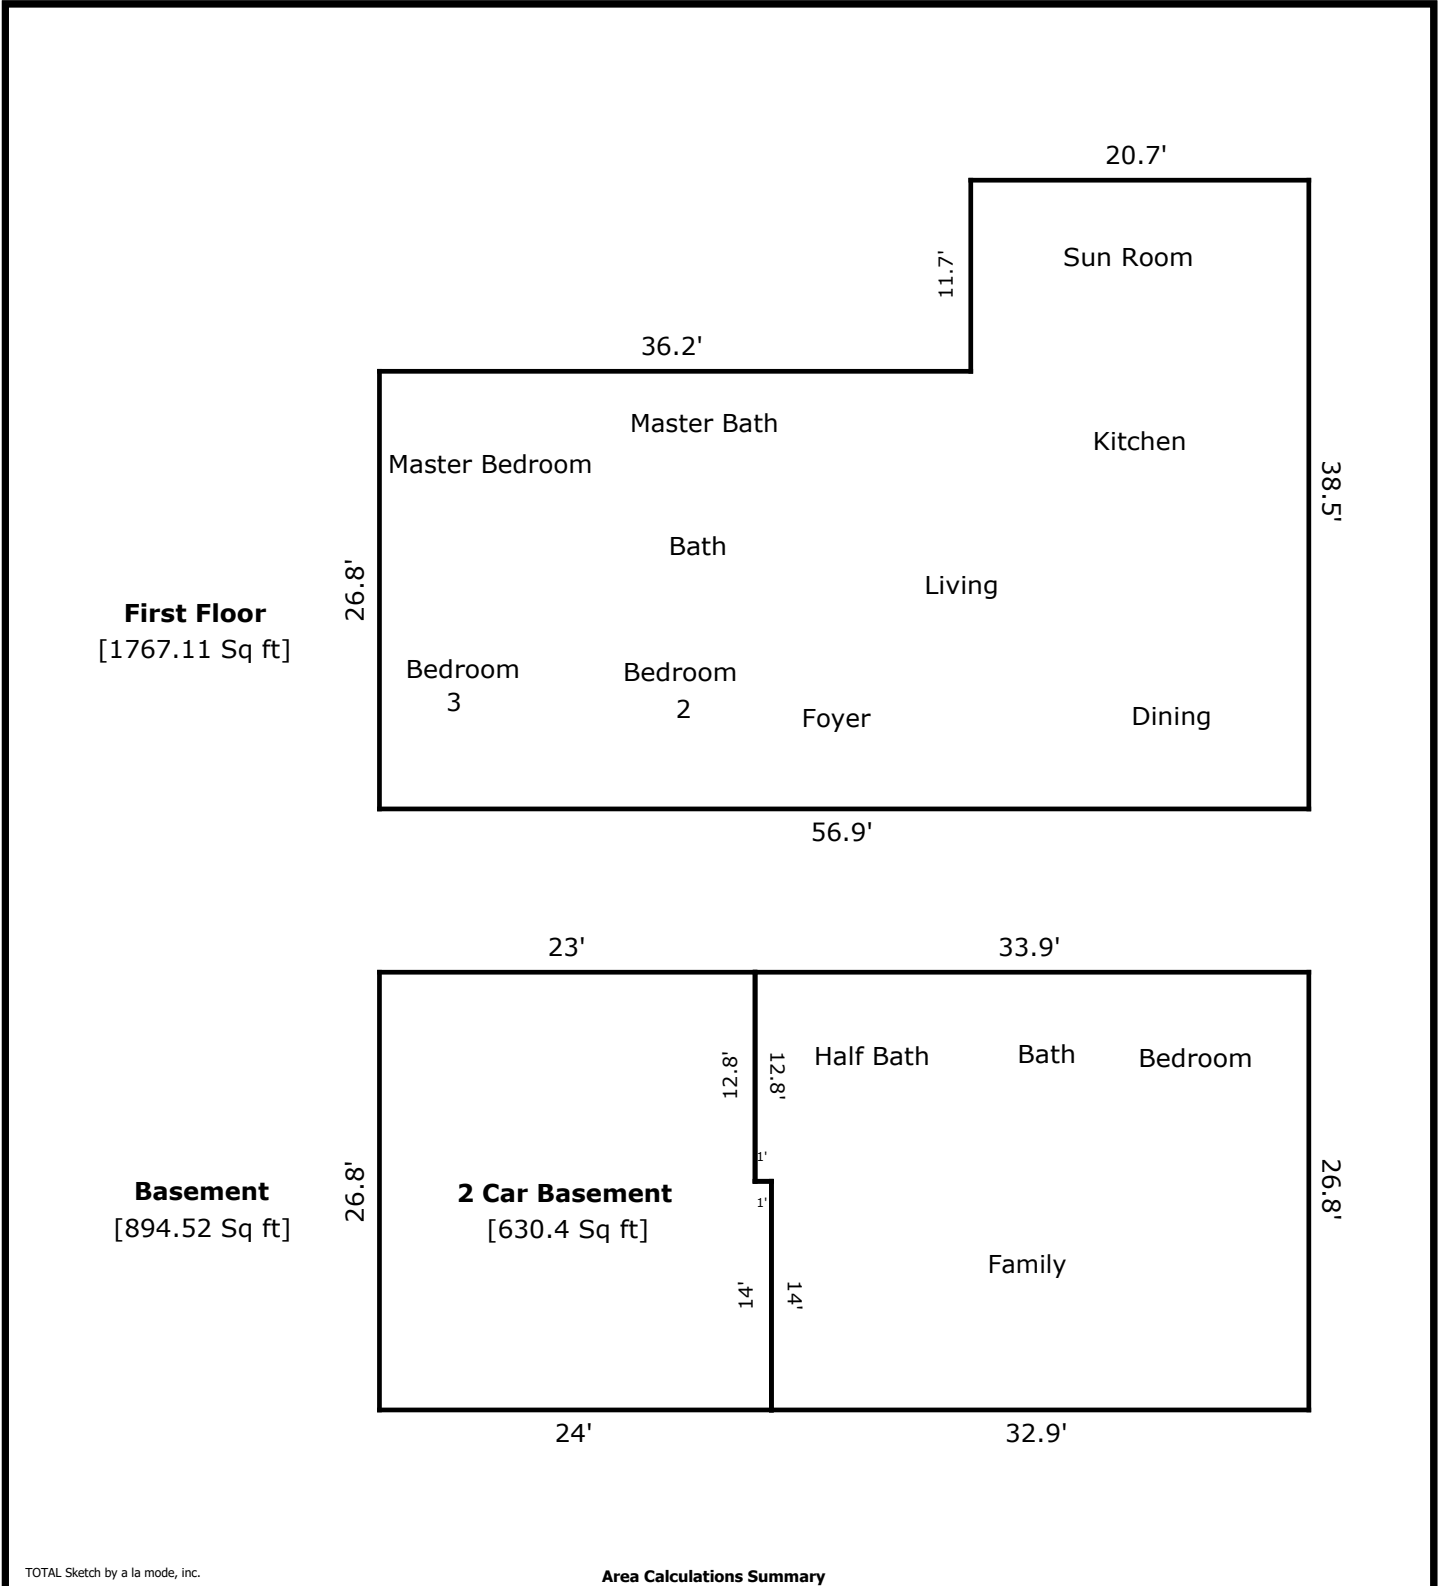 20.7'
Sun Room
11.7'
36.2'
Master Bath
Kitchen
Master Bedroom
38.5'
Bath
26.8'
Living
First Floor
[1767.11 Sq ft]
Bedroom
3
Bedroom
2
Foyer
Dining
56.9'
23'
33.9'
12.8'
12.8'
Half Bath
Bath
Bedroom
1'
26.8'
Basement
[894.52 Sq ft]
2 Car Basement
[630.4 Sq ft]
1'
26.8'
Family
14'
14'
24'
32.9'
TOTAL Sketch by a la mode, inc.
Area Calculations Summary